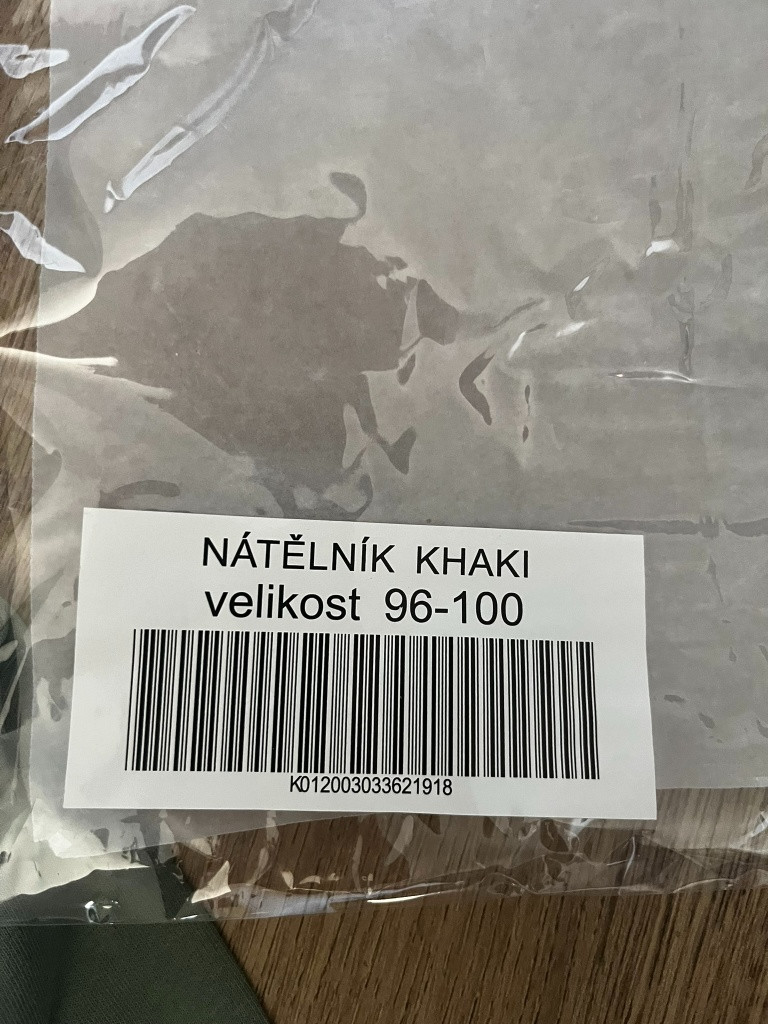 NÁTĚLNÍK KHAKI
velikost 96-100
K012003033621918